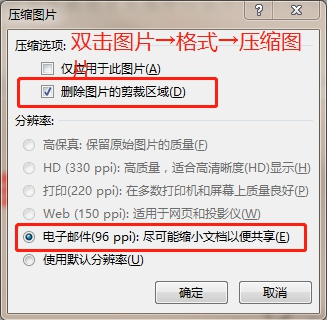 压缩图片
压缩选项:
双击图片→格式→压缩图片
仅应用于此图片(A)
删除图片的剪裁区域(D)
分辨率:
高保真: 保留原始图片的质量(F)
HD (330 ppi): 高质量，适合高清晰度(HD)显示(H)
打印(220 ppi): 在多数打印机和屏幕上质量良好(P)
Web (150 ppi): 适用于网页和投影仪(W)
电子邮件(96 ppi): 尽可能缩小文档以便共享(E)
使用默认分辨率(U)
确定
取消